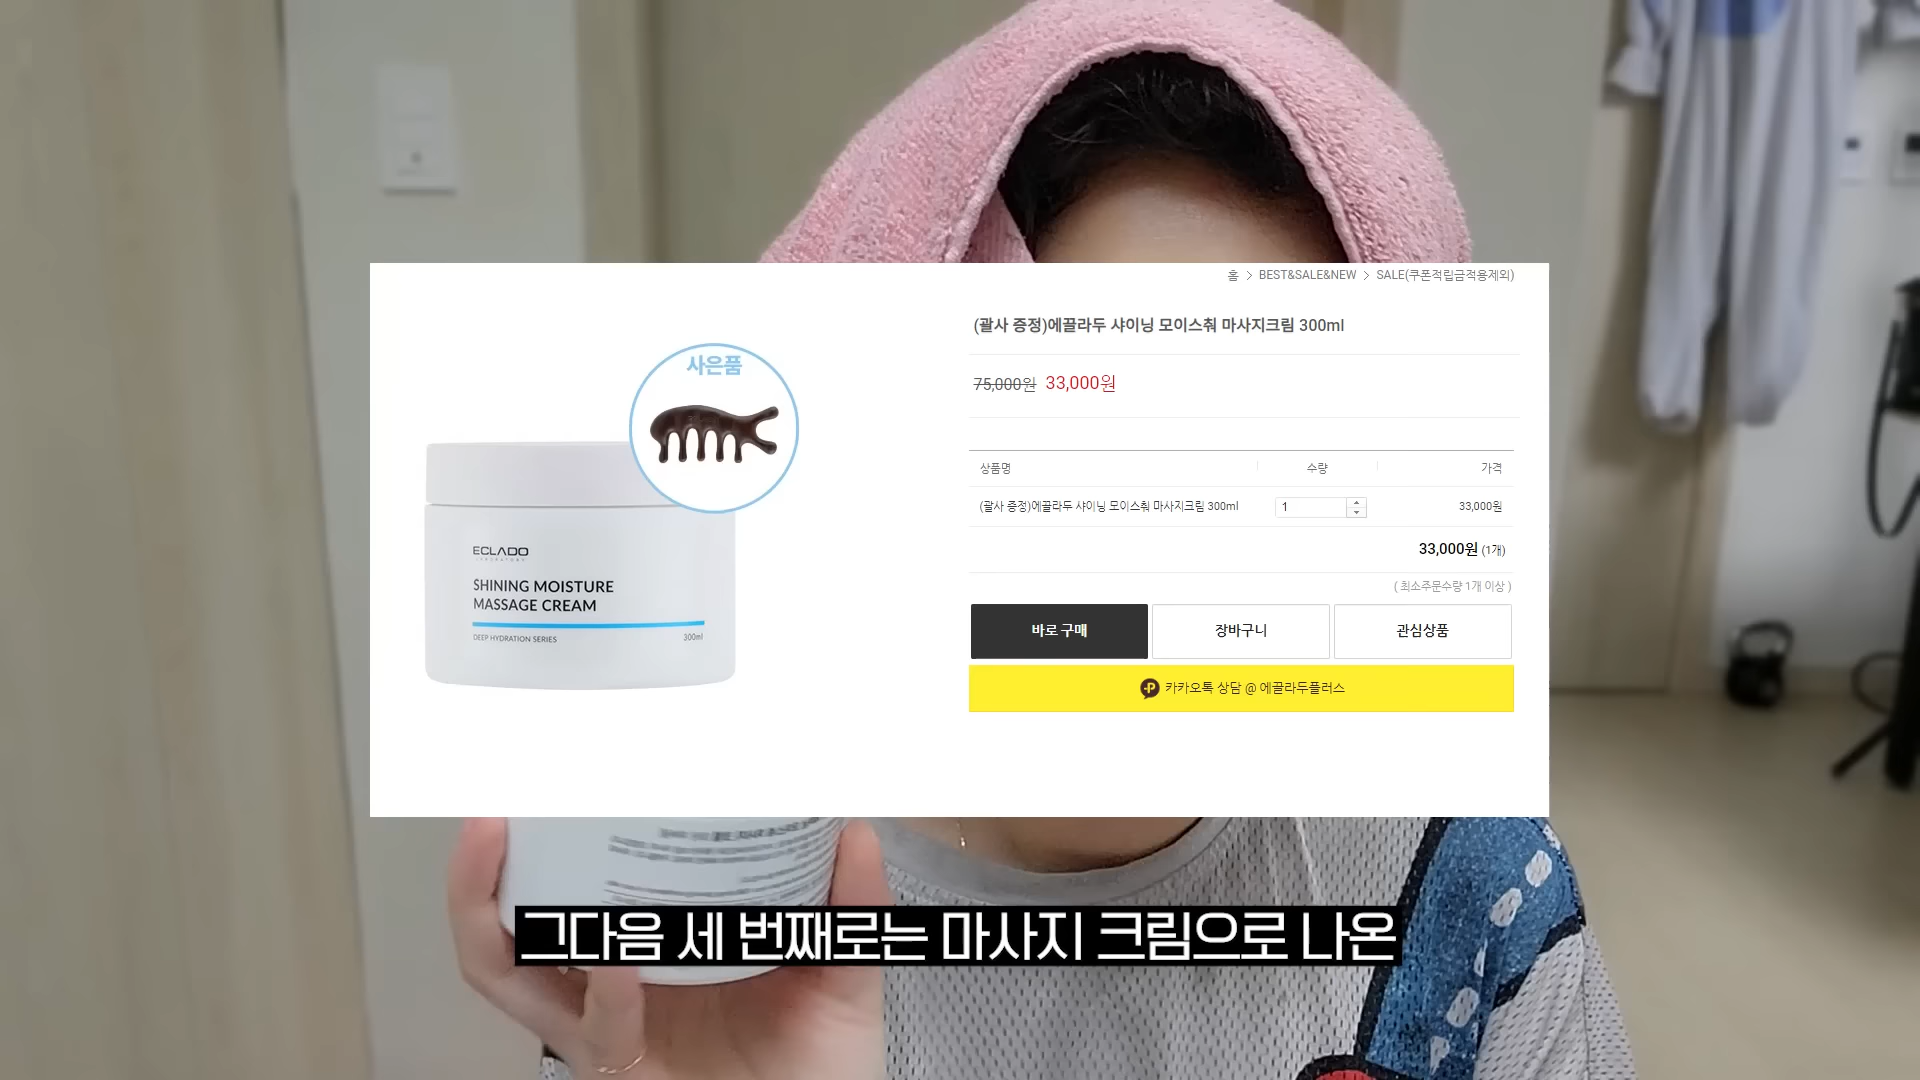 홈 > BEST&SALE&NEW > SALE(쿠폰적립금적용제외)
(괄사 증정)에끌라두 샤이닝 모이스춰 마사지크림 300ml
75,000원 33,000원
사은품
상품명 수량 가격
(괄사 증정)에끌라두 샤이닝 모이스춰 마사지크림 300ml 1 33,000원
33,000원 (1개)
( 최소주문수량 1개 이상 )
바로 구매 장바구니 관심상품
카카오톡 상담 @ 에끌라두플러스
ECLADO
LABORATORY
SHINING MOISTURE
MASSAGE CREAM
DEEP HYDRATION SERIES 300ml
그다음 세 번째로는 마사지 크림으로 나온